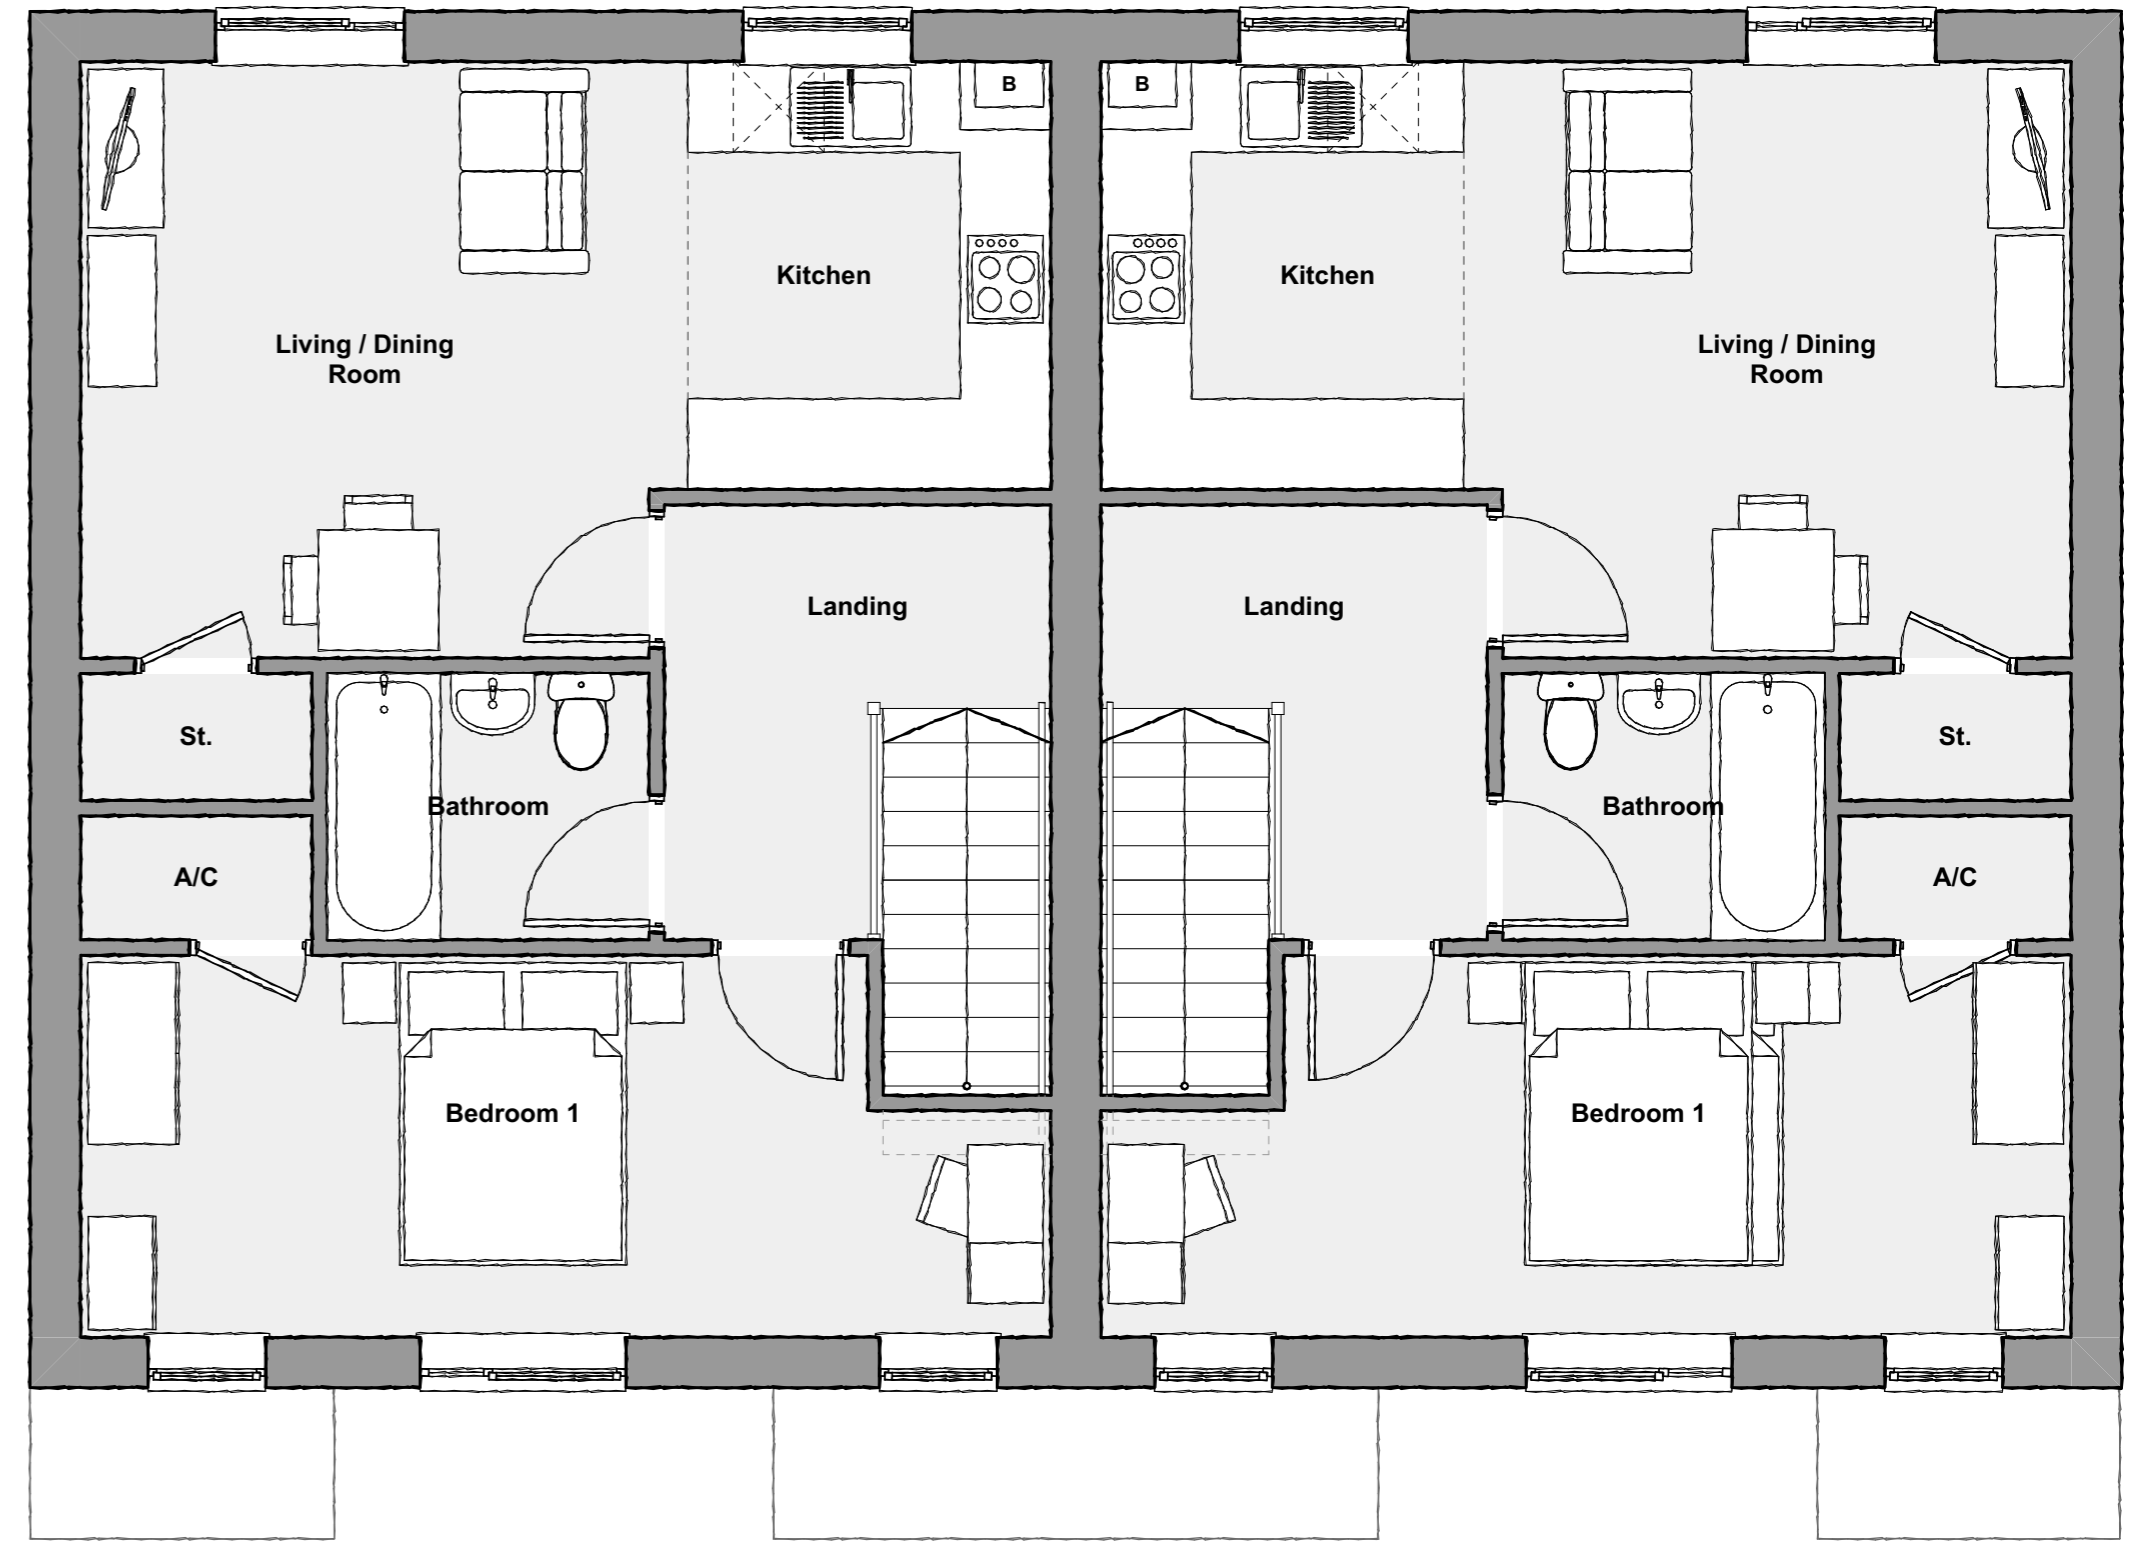 B
B
Kitchen
Kitchen
Living / Dining
Room
Living / Dining
Room
Landing
Landing
St.
St.
Bathroom
Bathroom
A/C
A/C
Bedroom 1
Bedroom 1